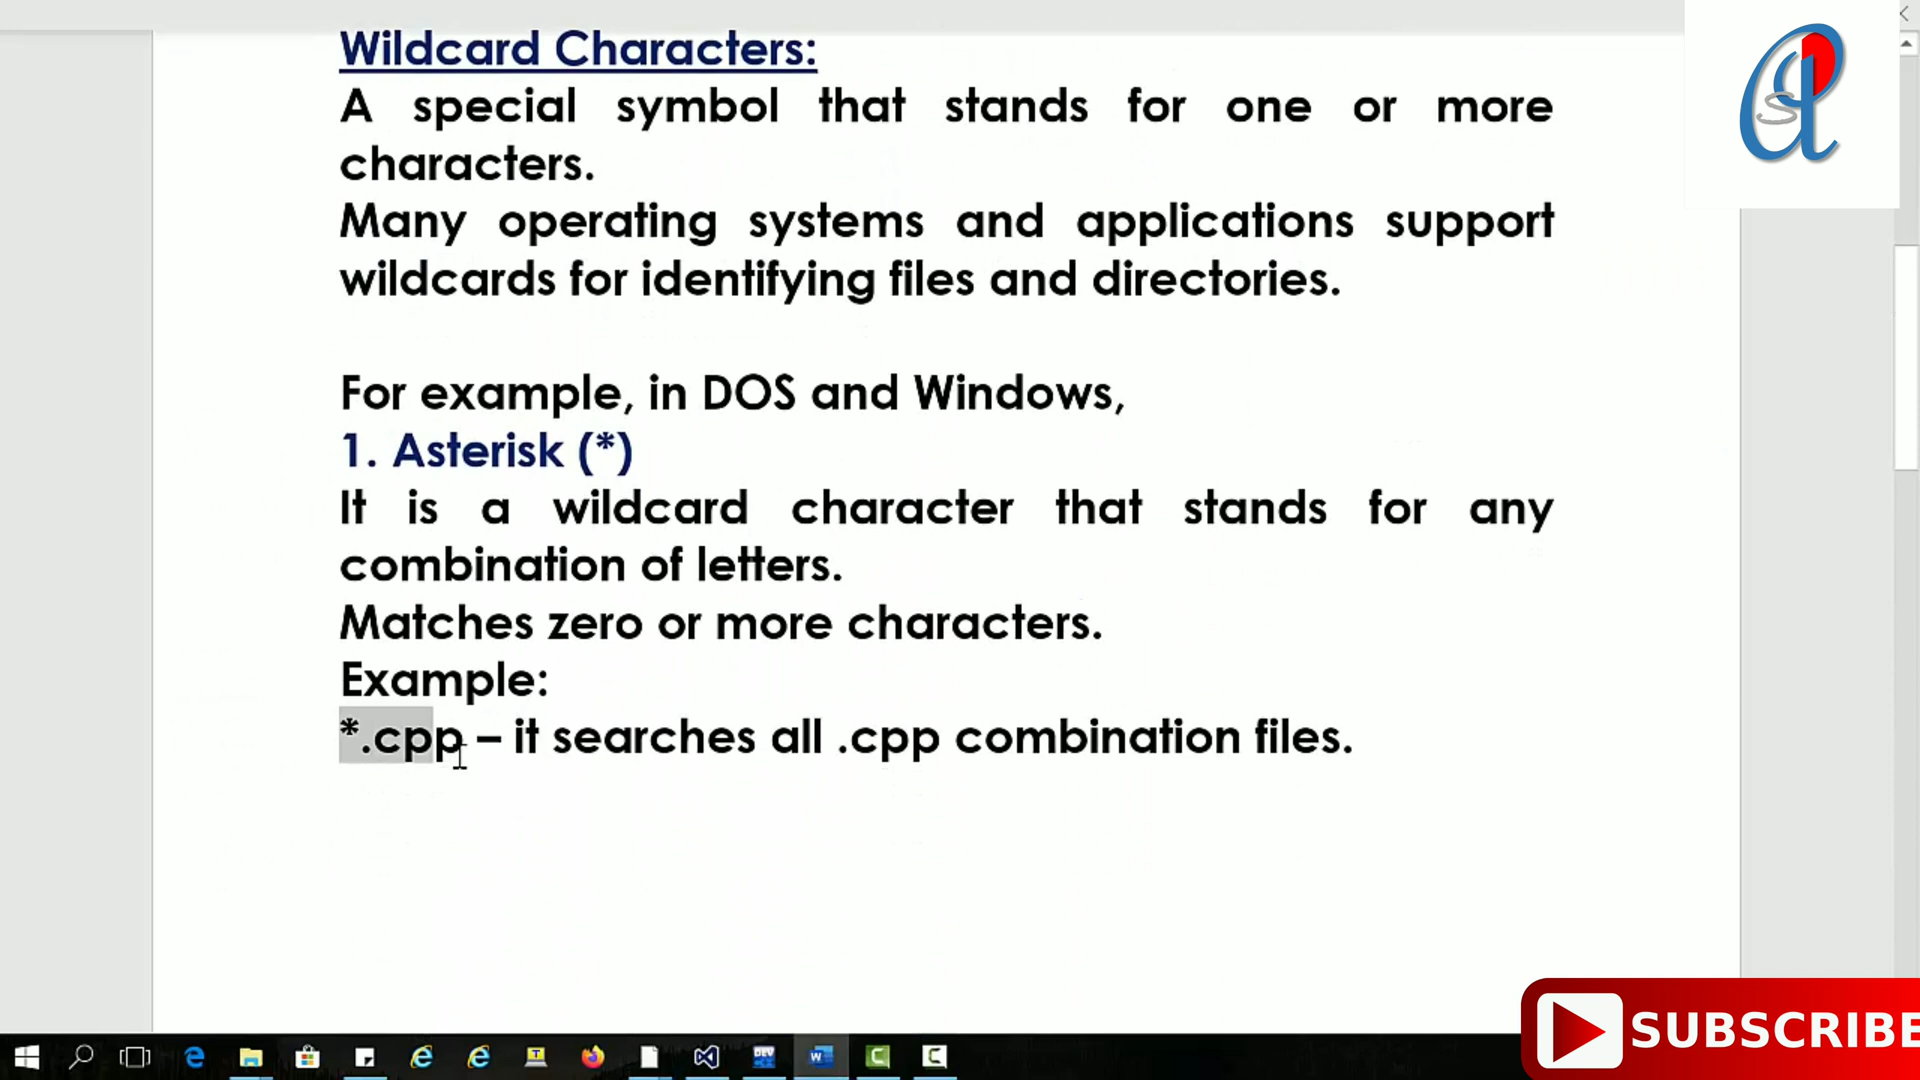 Wildcard Characters:
A special symbol that stands for one or more
characters.
Many operating systems and applications support
wildcards for identifying files and directories.
For example, in DOS and Windows,
1. Asterisk (*)
It is a wildcard character that stands for any
combination of letters.
Matches zero or more characters.
Example:
*.cpp – it searches all .cpp combination files.
SUBSCRIBE